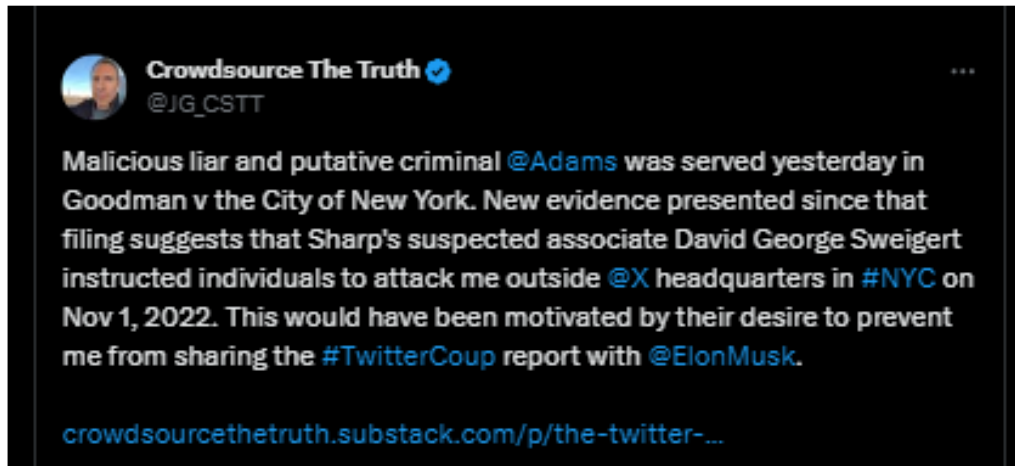 Crowdsource The Truth
@JG_CSTT
Malicious liar and putative criminal @Adams was served yesterday in
Goodman v the City of New York. New evidence presented since that
filing suggests that Sharp's suspected associate David George Sweigert
instructed individuals to attack me outside @X headquarters in #NYC on
Nov 1, 2022. This would have been motivated by their desire to prevent
me from sharing the #TwitterCoup report with @ElonMusk.
crowdsourcethetruth.substack.com/p/the-twitter-...